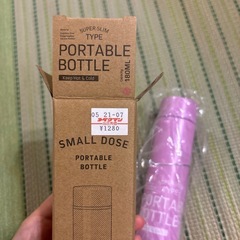 SUPER SLIM
TYPE
PORTABLE
BOTTLE
Keep Hot & Cold
180ML
05 21-07
¥1280
SMALL DOSE
PORTABLE
BOTTLE
PORTABLE
BOTTLE